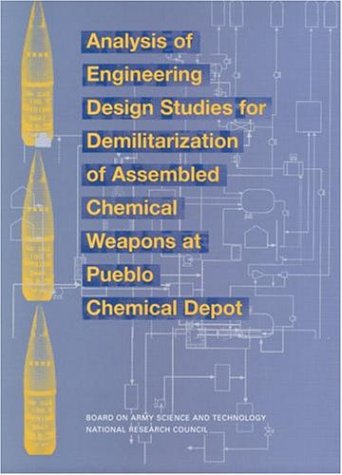 Analysis of
Engineering
Design Studies for
Demilitarization
of Assembled
Chemical
Weapons at
Pueblo
Chemical Depot
BOARD ON ARMY SCIENCE AND TECHNOLOGY
NATIONAL RESEARCH COUNCIL